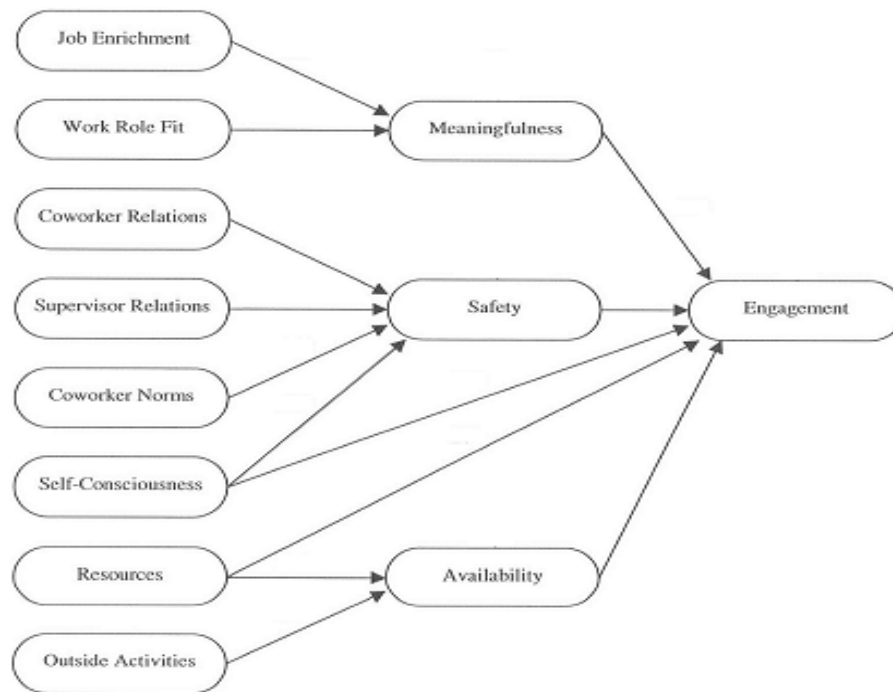 Job Enrichment
Work Role Fit
Meaningfulness
Coworker Relations
Supervisor Relations
Safety
Engagement
Coworker Norms
Self-Consciousness
Resources
Availability
Outside Activities